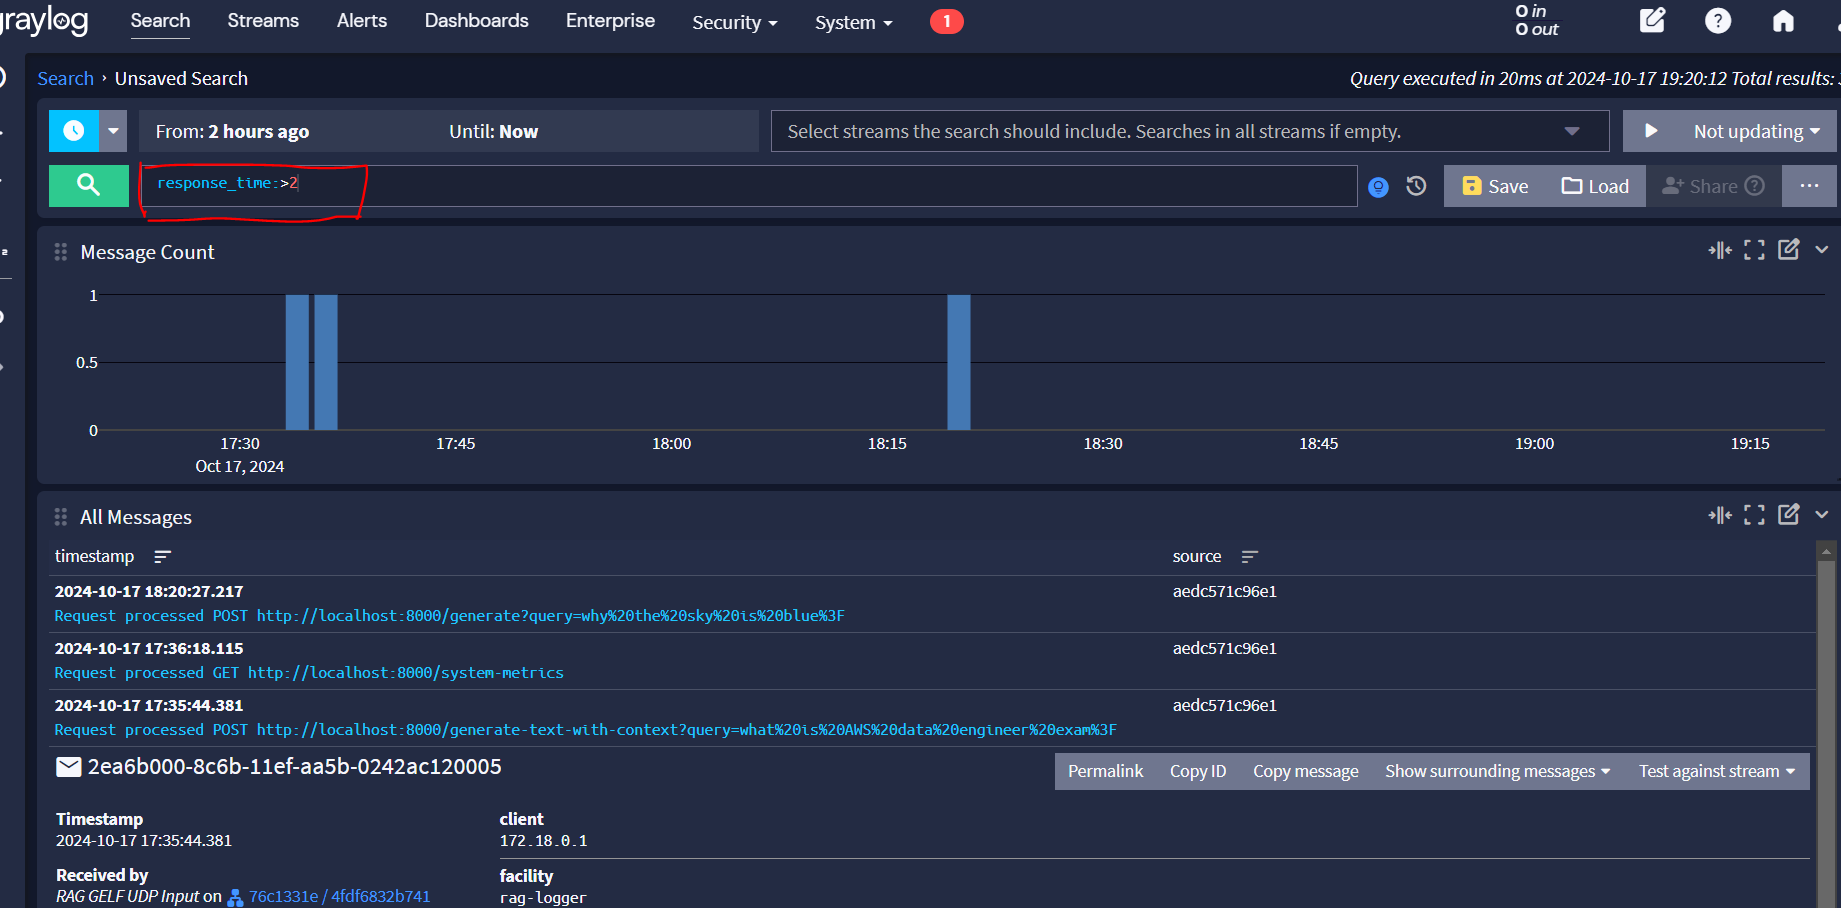 graylog
Search
Streams
Alerts
Dashboards
Enterprise
Security
System
1
0 in
0 out
Search › Unsaved Search
Query executed in 20ms at 2024-10-17 19:20:12 Total results:
From: 2 hours ago
Until: Now
Select streams the search should include. Searches in all streams if empty.
Not updating
response_time:>2
Save
Load
Share
...
Message Count
1
0.5
0
17:30
17:45
18:00
18:15
18:30
18:45
19:00
19:15
Oct 17, 2024
All Messages
timestamp
source
2024-10-17 18:20:27.217
aedc571c96e1
Request processed POST http://localhost:8000/generate?query=why%20the%20sky%20is%20blue%3F
2024-10-17 17:36:18.115
aedc571c96e1
Request processed GET http://localhost:8000/system-metrics
2024-10-17 17:35:44.381
aedc571c96e1
Request processed POST http://localhost:8000/generate-text-with-context?query=what%20is%20AWS%20data%20engineer%20exam%3F
2ea6b000-8c6b-11ef-aa5b-0242ac120005
Permalink
Copy ID
Copy message
Show surrounding messages
Test against stream
Timestamp
2024-10-17 17:35:44.381
client
172.18.0.1
Received by
RAG GELF UDP Input on 76c1331e / 4fdf6832b741
facility
rag-logger